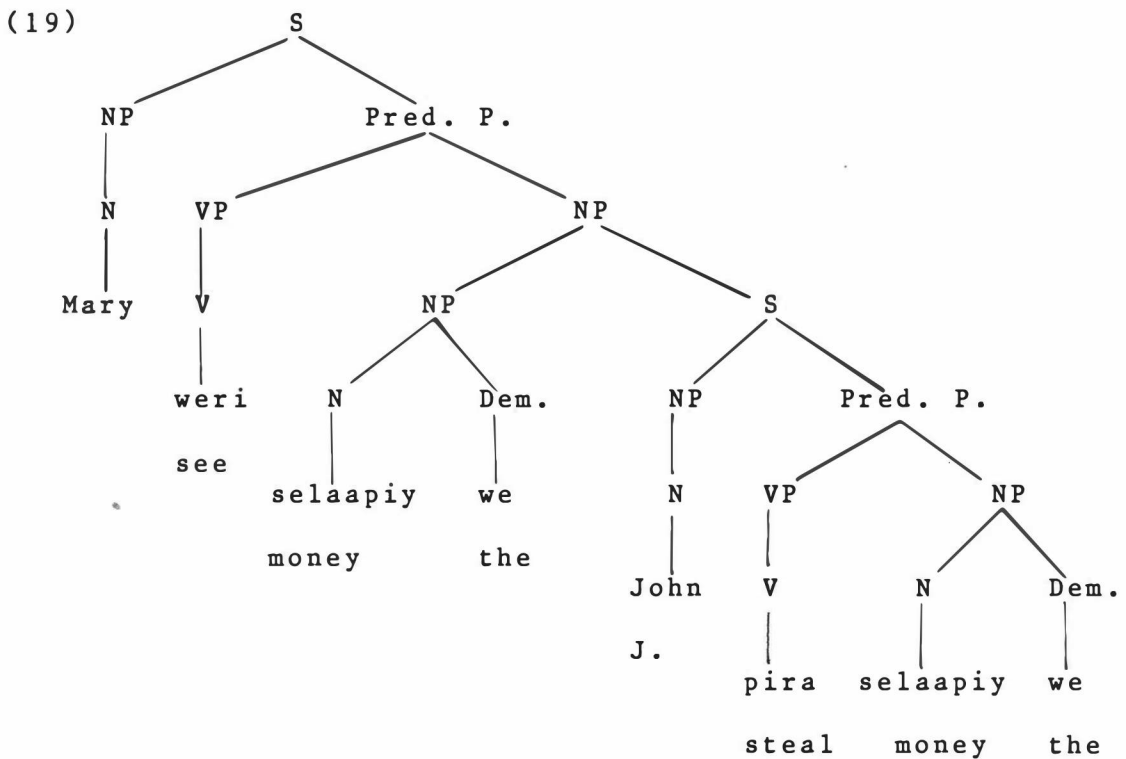 (19) S
NP Pred. P.
N VP NP
Mary V NP S
weri N Dem. NP Pred. P.
see
selaapiy we N VP NP
money the
John V N Dem.
J.
pira selaapiy we
steal money the